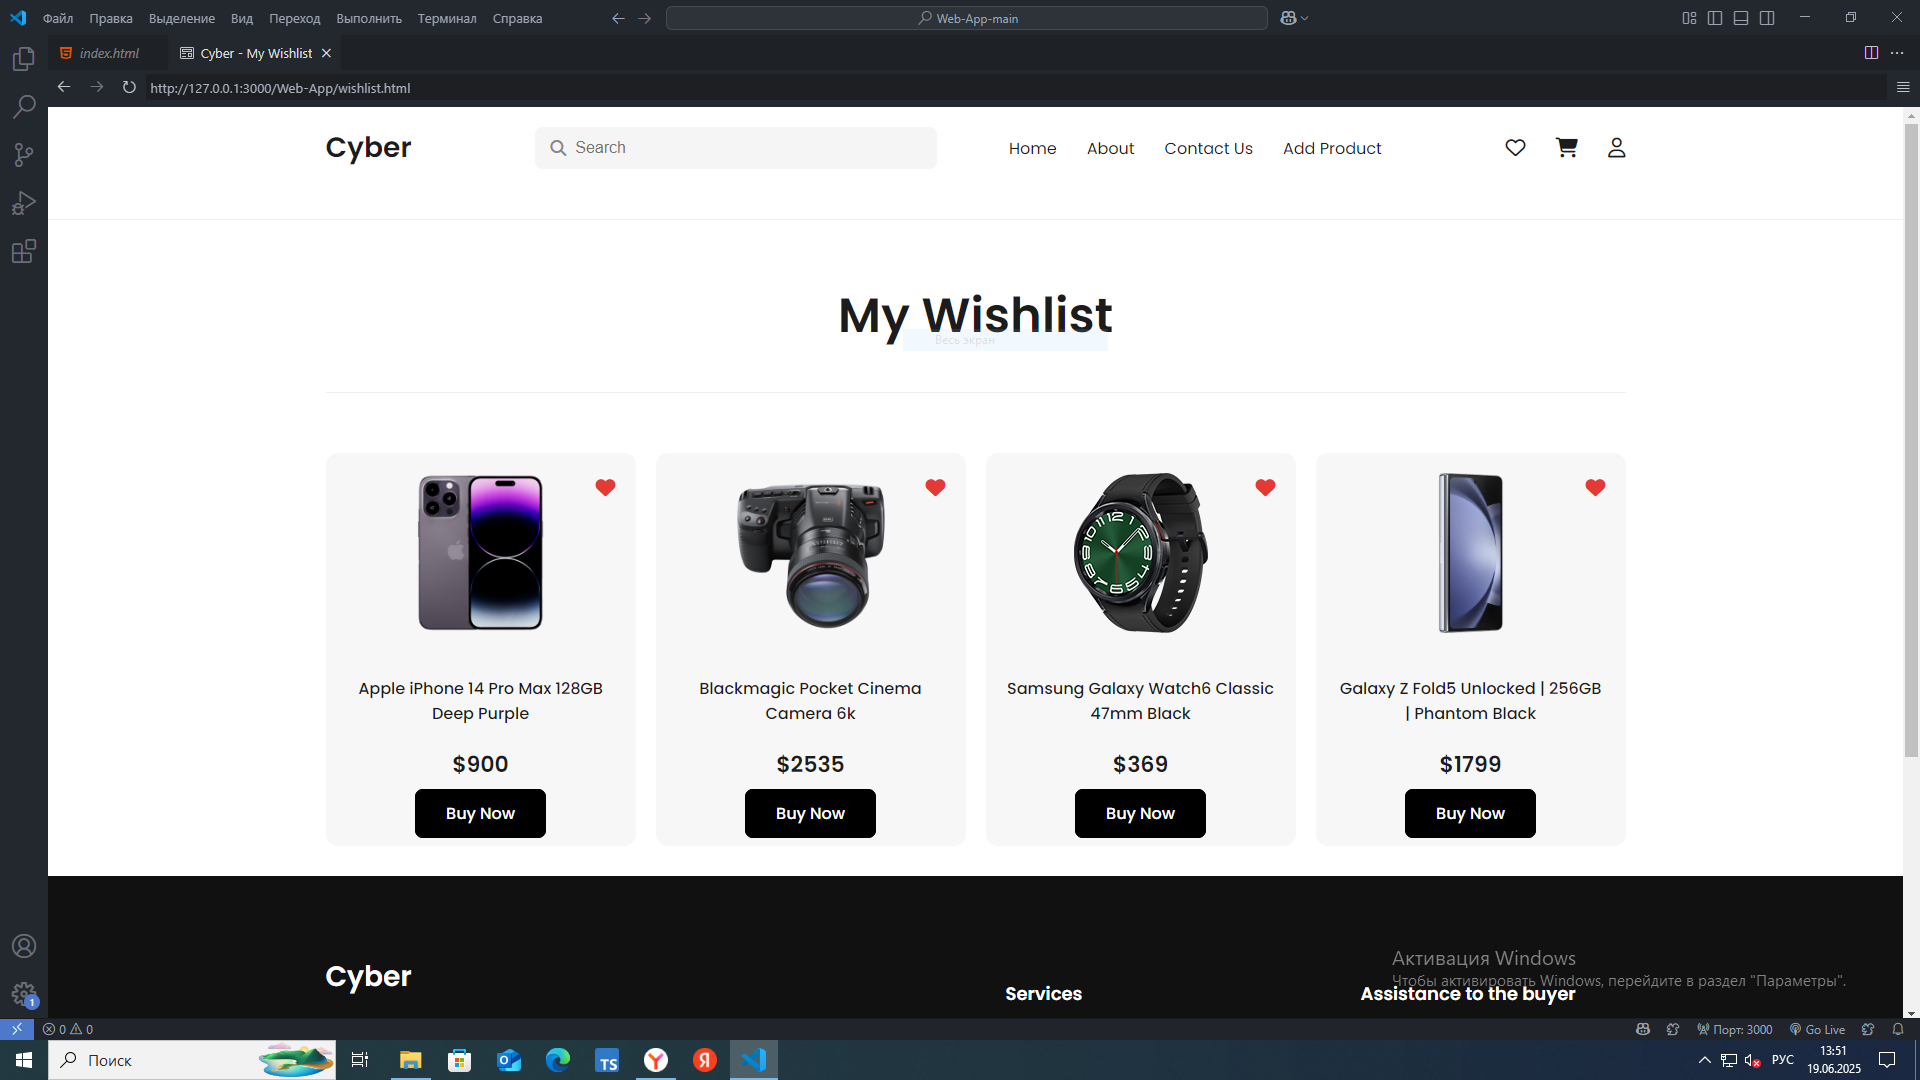 Файл Правка Выделение Вид Переход Выполнить Терминал Справка Web-App-main
index.html Cyber - My Wishlist
http://127.0.0.1:3000/Web-App/wishlist.html
Cyber Search Home About Contact Us Add Product
My Wishlist
Весь экран
Apple iPhone 14 Pro Max 128GB
Deep Purple
$900
Buy Now
Blackmagic Pocket Cinema
Camera 6k
$2535
Buy Now
Samsung Galaxy Watch6 Classic
47mm Black
$369
Buy Now
Galaxy Z Fold5 Unlocked | 256GB
| Phantom Black
$1799
Buy Now
Cyber
Services
Assistance to the buyer
Активация Windows
Чтобы активировать Windows, перейдите в раздел "Параметры".
1
0 0 Порт: 3000 Go Live
Поиск TS Y Я РУС
13:51
19.06.2025